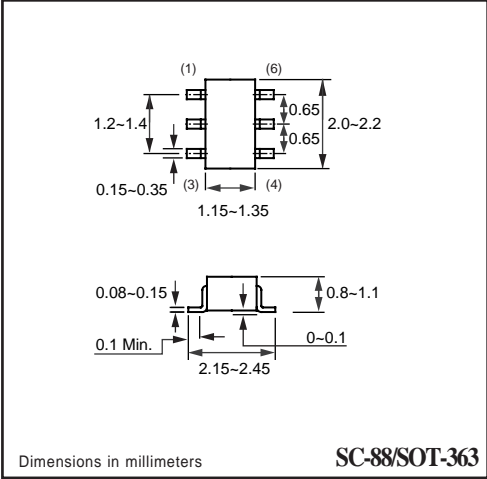 (1) (6)
0.65
1.2~1.4 2.0~2.2
0.65
0.15~0.35 (3) (4)
1.15~1.35
0.08~0.15 0.8~1.1
0.1 Min. 0~0.1
2.15~2.45
Dimensions in millimeters SC-88/SOT-363